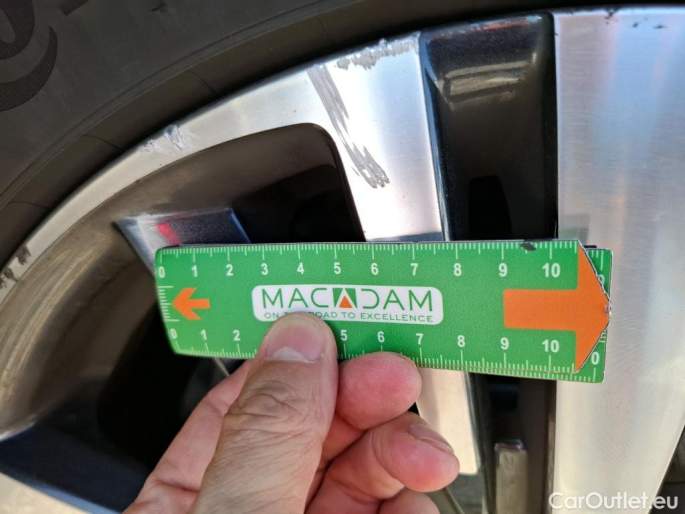 0 1 2 3 4 5 6 7 8 9 10
MACADAM
ON THE ROAD TO EXCELLENCE
0 1 2 5 6 7 8 9 10 0
CarOutlet.eu